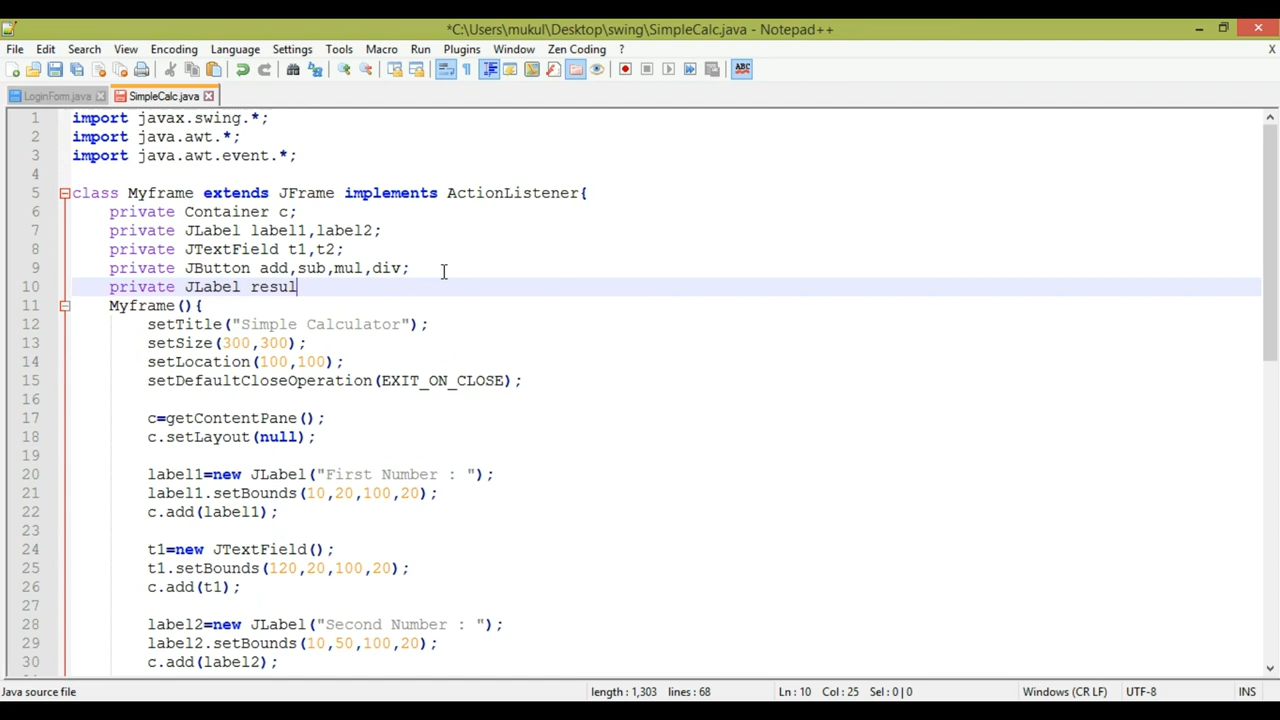 *C:\Users\mukul\Desktop\swing\SimpleCalc.java - Notepad++
File Edit Search View Encoding Language Settings Tools Macro Run Plugins Window Zen Coding ? X
LoginForm.java SimpleCalc.java
1 import javax.swing.*;
2 import java.awt.*;
3 import java.awt.event.*;
4
5 class Myframe extends JFrame implements ActionListener{
6 private Container c;
7 private JLabel label1,label2;
8 private JTextField t1,t2;
9 private JButton add,sub,mul,div;
10 private JLabel resul
11 Myframe(){
12 setTitle("Simple Calculator");
13 setSize(300,300);
14 setLocation(100,100);
15 setDefaultCloseOperation(EXIT_ON_CLOSE);
16
17 c=getContentPane();
18 c.setLayout(null);
19
20 label1=new JLabel("First Number : ");
21 label1.setBounds(10,20,100,20);
22 c.add(label1);
23
24 t1=new JTextField();
25 t1.setBounds(120,20,100,20);
26 c.add(t1);
27
28 label2=new JLabel("Second Number : ");
29 label2.setBounds(10,50,100,20);
30 c.add(label2);
Java source file length : 1,303 lines : 68 Ln : 10 Col : 25 Sel : 0 | 0 Windows (CR LF) UTF-8 INS